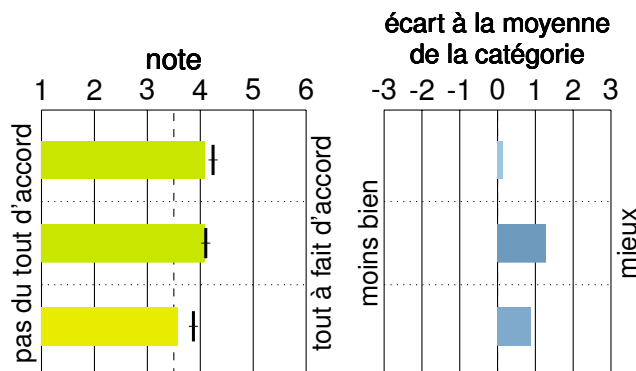 note
1 2 3 4 5 6
pas du tout d'accord
tout à fait d'accord
écart à la moyenne
de la catégorie
-3 -2 -1 0 1 2 3
moins bien
mieux